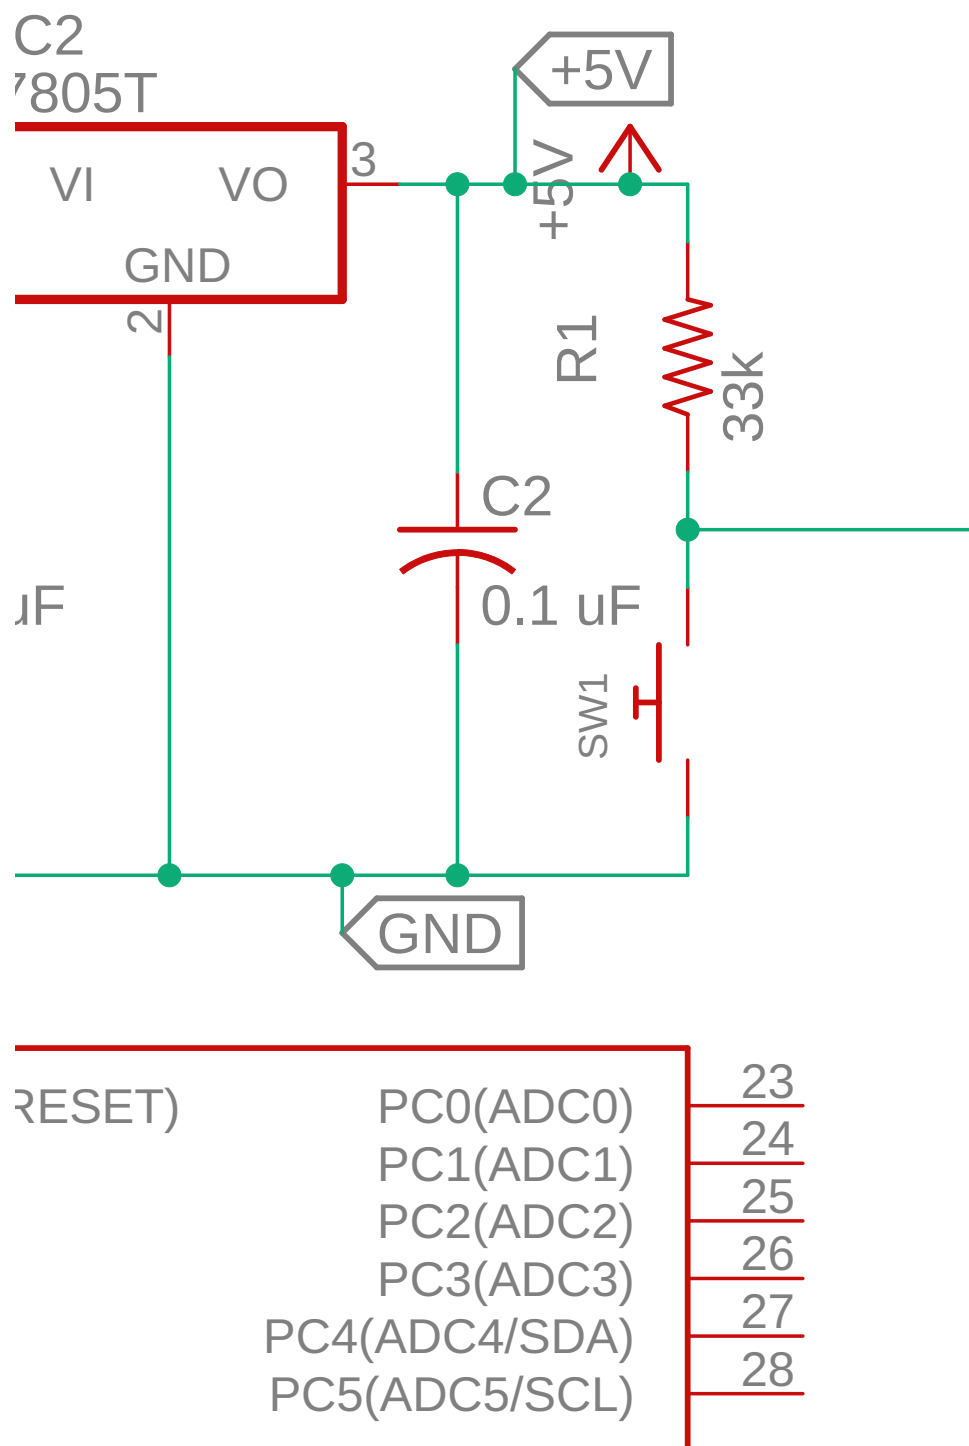 C2
7805T
+5V
3
VI
VO
+5V
GND
2
R1
33k
C2
uF
0.1 uF
SW1
GND
RESET)
PC0(ADC0)
23
PC1(ADC1)
24
PC2(ADC2)
25
PC3(ADC3)
26
PC4(ADC4/SDA)
27
PC5(ADC5/SCL)
28